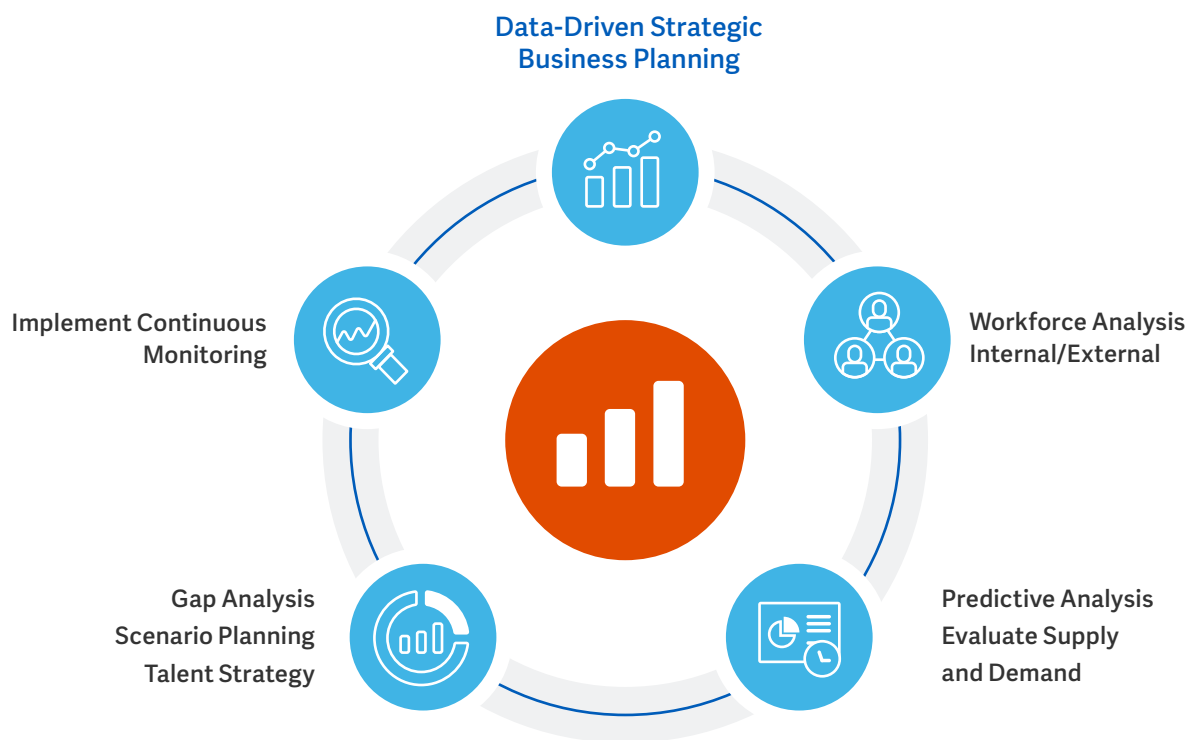 Data-Driven Strategic
Business Planning
Implement Continuous
Monitoring
Workforce Analysis
Internal/External
Gap Analysis
Scenario Planning
Talent Strategy
Predictive Analysis
Evaluate Supply
and Demand